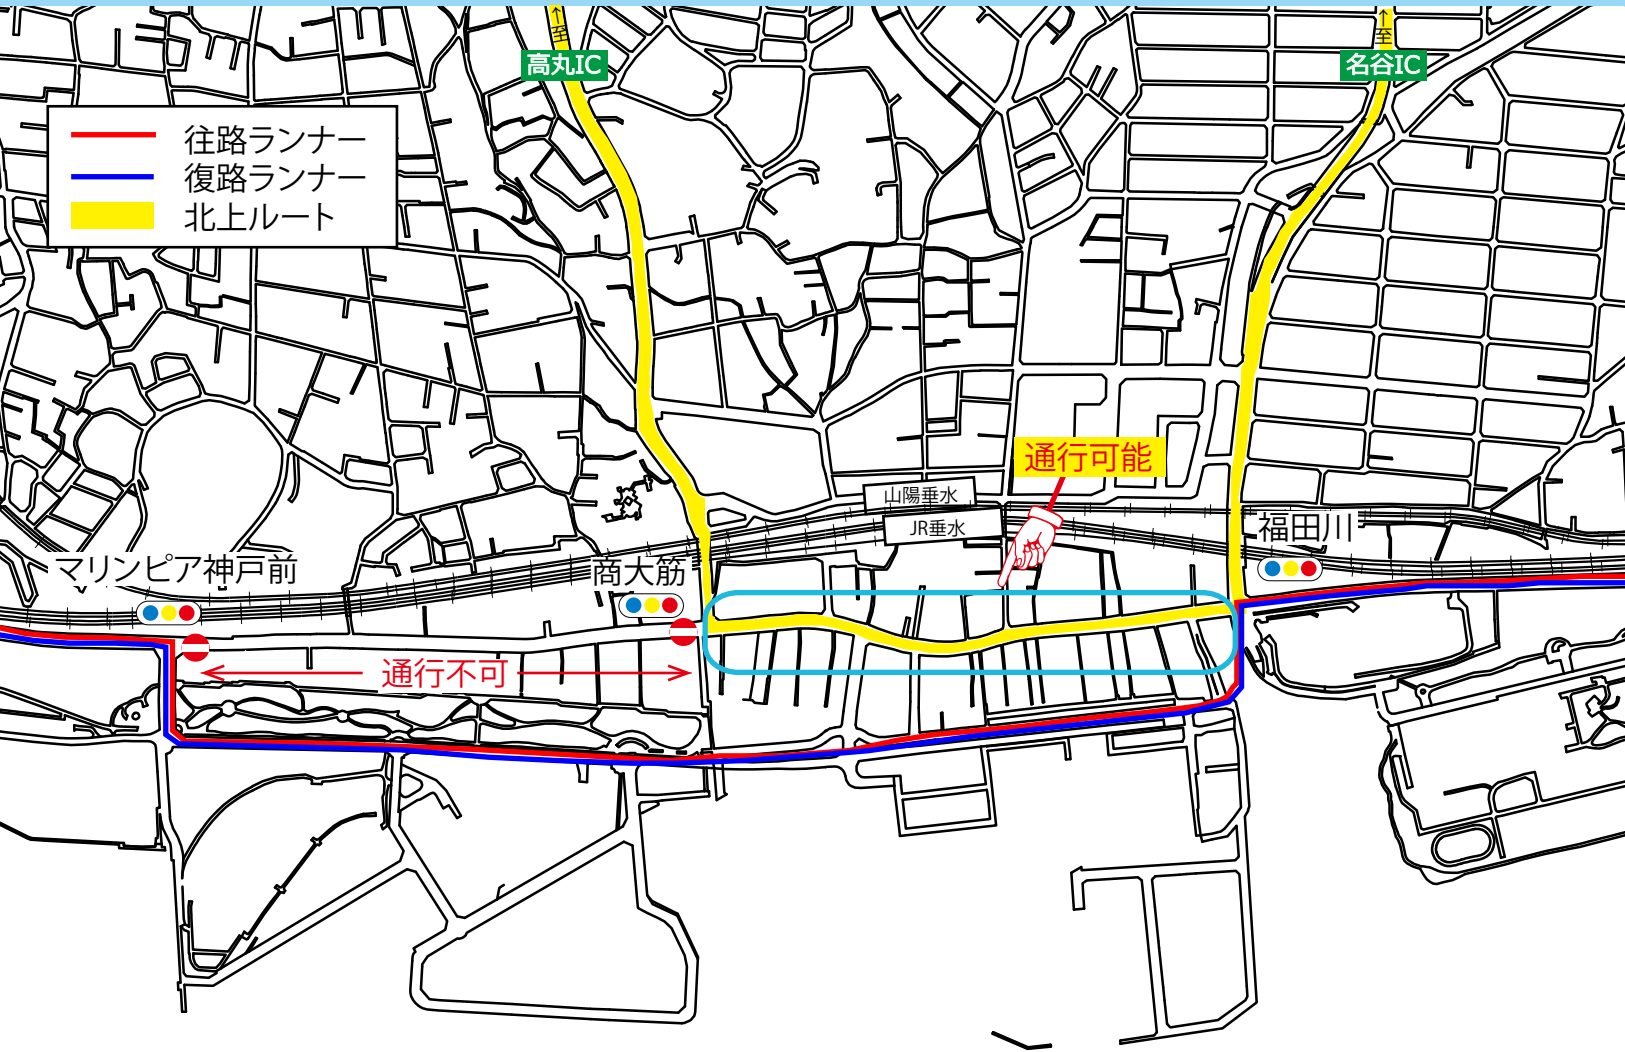 ↑至
高丸IC
↑至
名谷IC
往路ランナー
復路ランナー
北上ルート
通行可能
山陽垂水
JR垂水
福田川
マリンピア神戸前
商大筋
通行不可